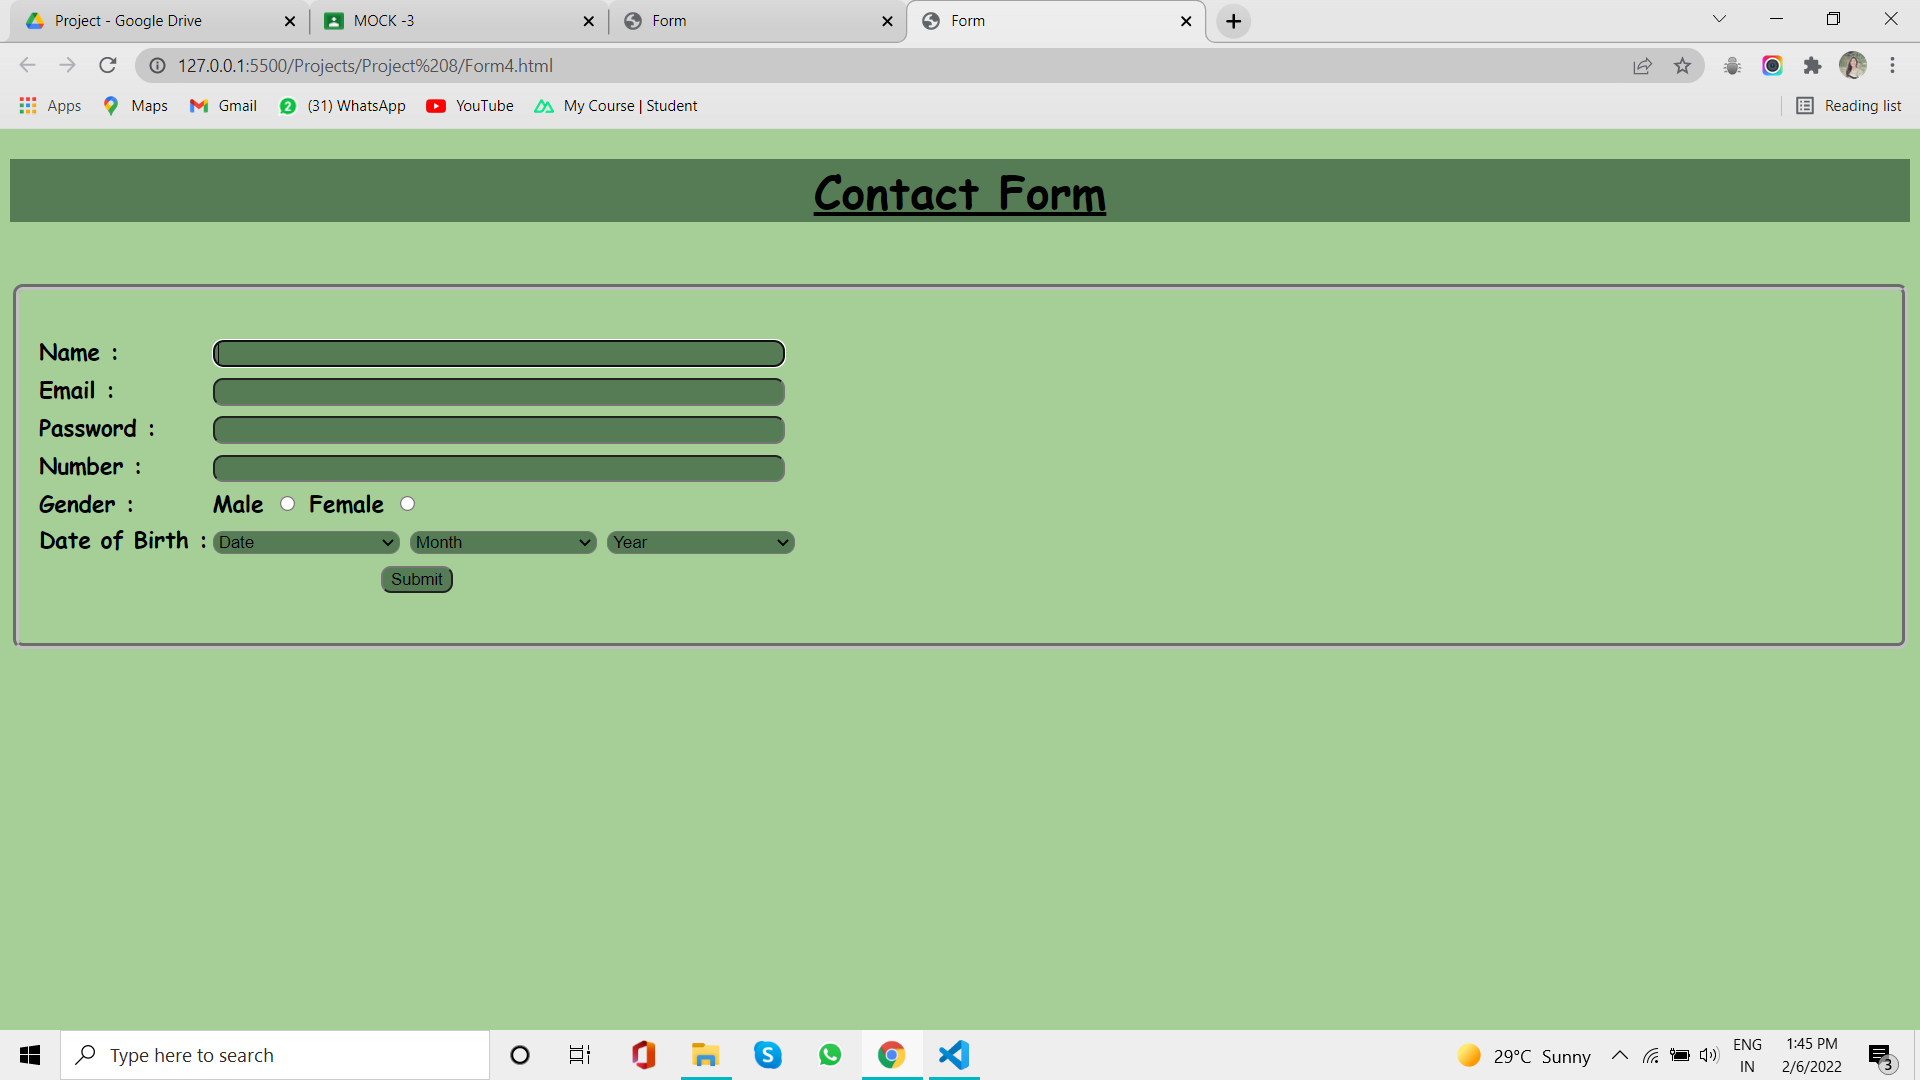 Project - Google Drive
MOCK -3
Form
Form
127.0.0.1:5500/Projects/Project%208/Form4.html
Apps
Maps
Gmail
2
(31) WhatsApp
YouTube
My Course | Student
Reading list
Contact Form
Name :
Email :
Password :
Number :
Gender : Male Female
Date of Birth : Date Month Year
Submit
Type here to search
S
29°C Sunny
ENG
IN
1:45 PM
2/6/2022
3